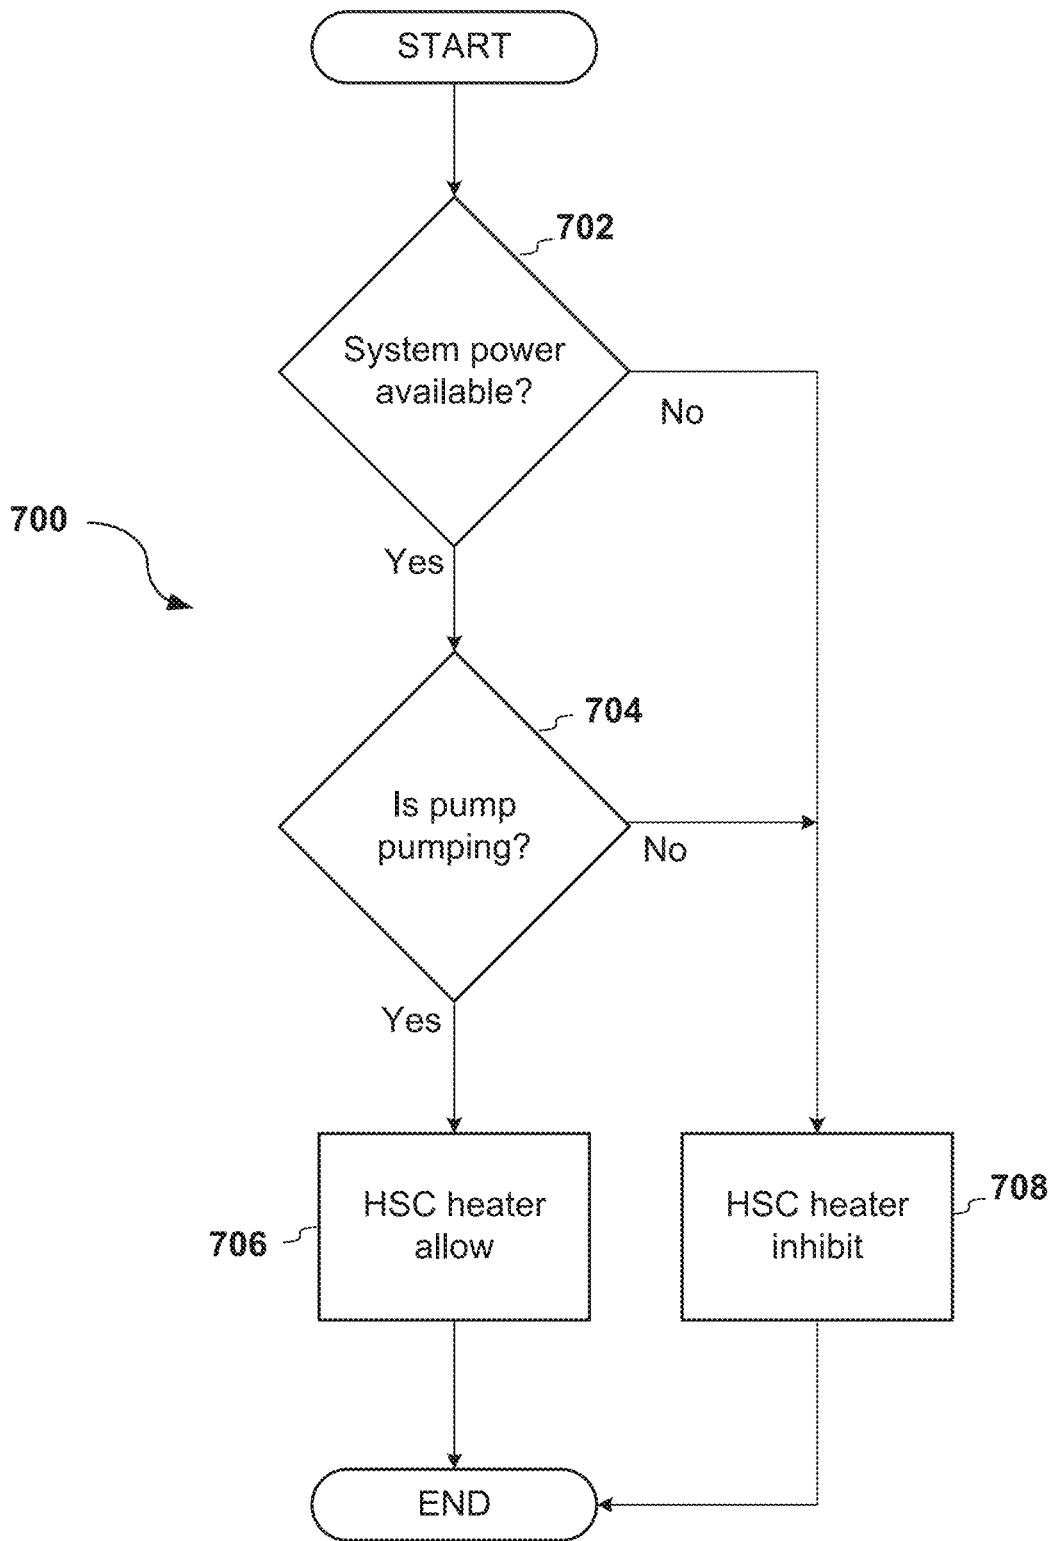 START
702
System power
available?
No
700
Yes
704
Is pump
pumping?
No
Yes
HSC heater
allow
706
HSC heater
inhibit
708
END